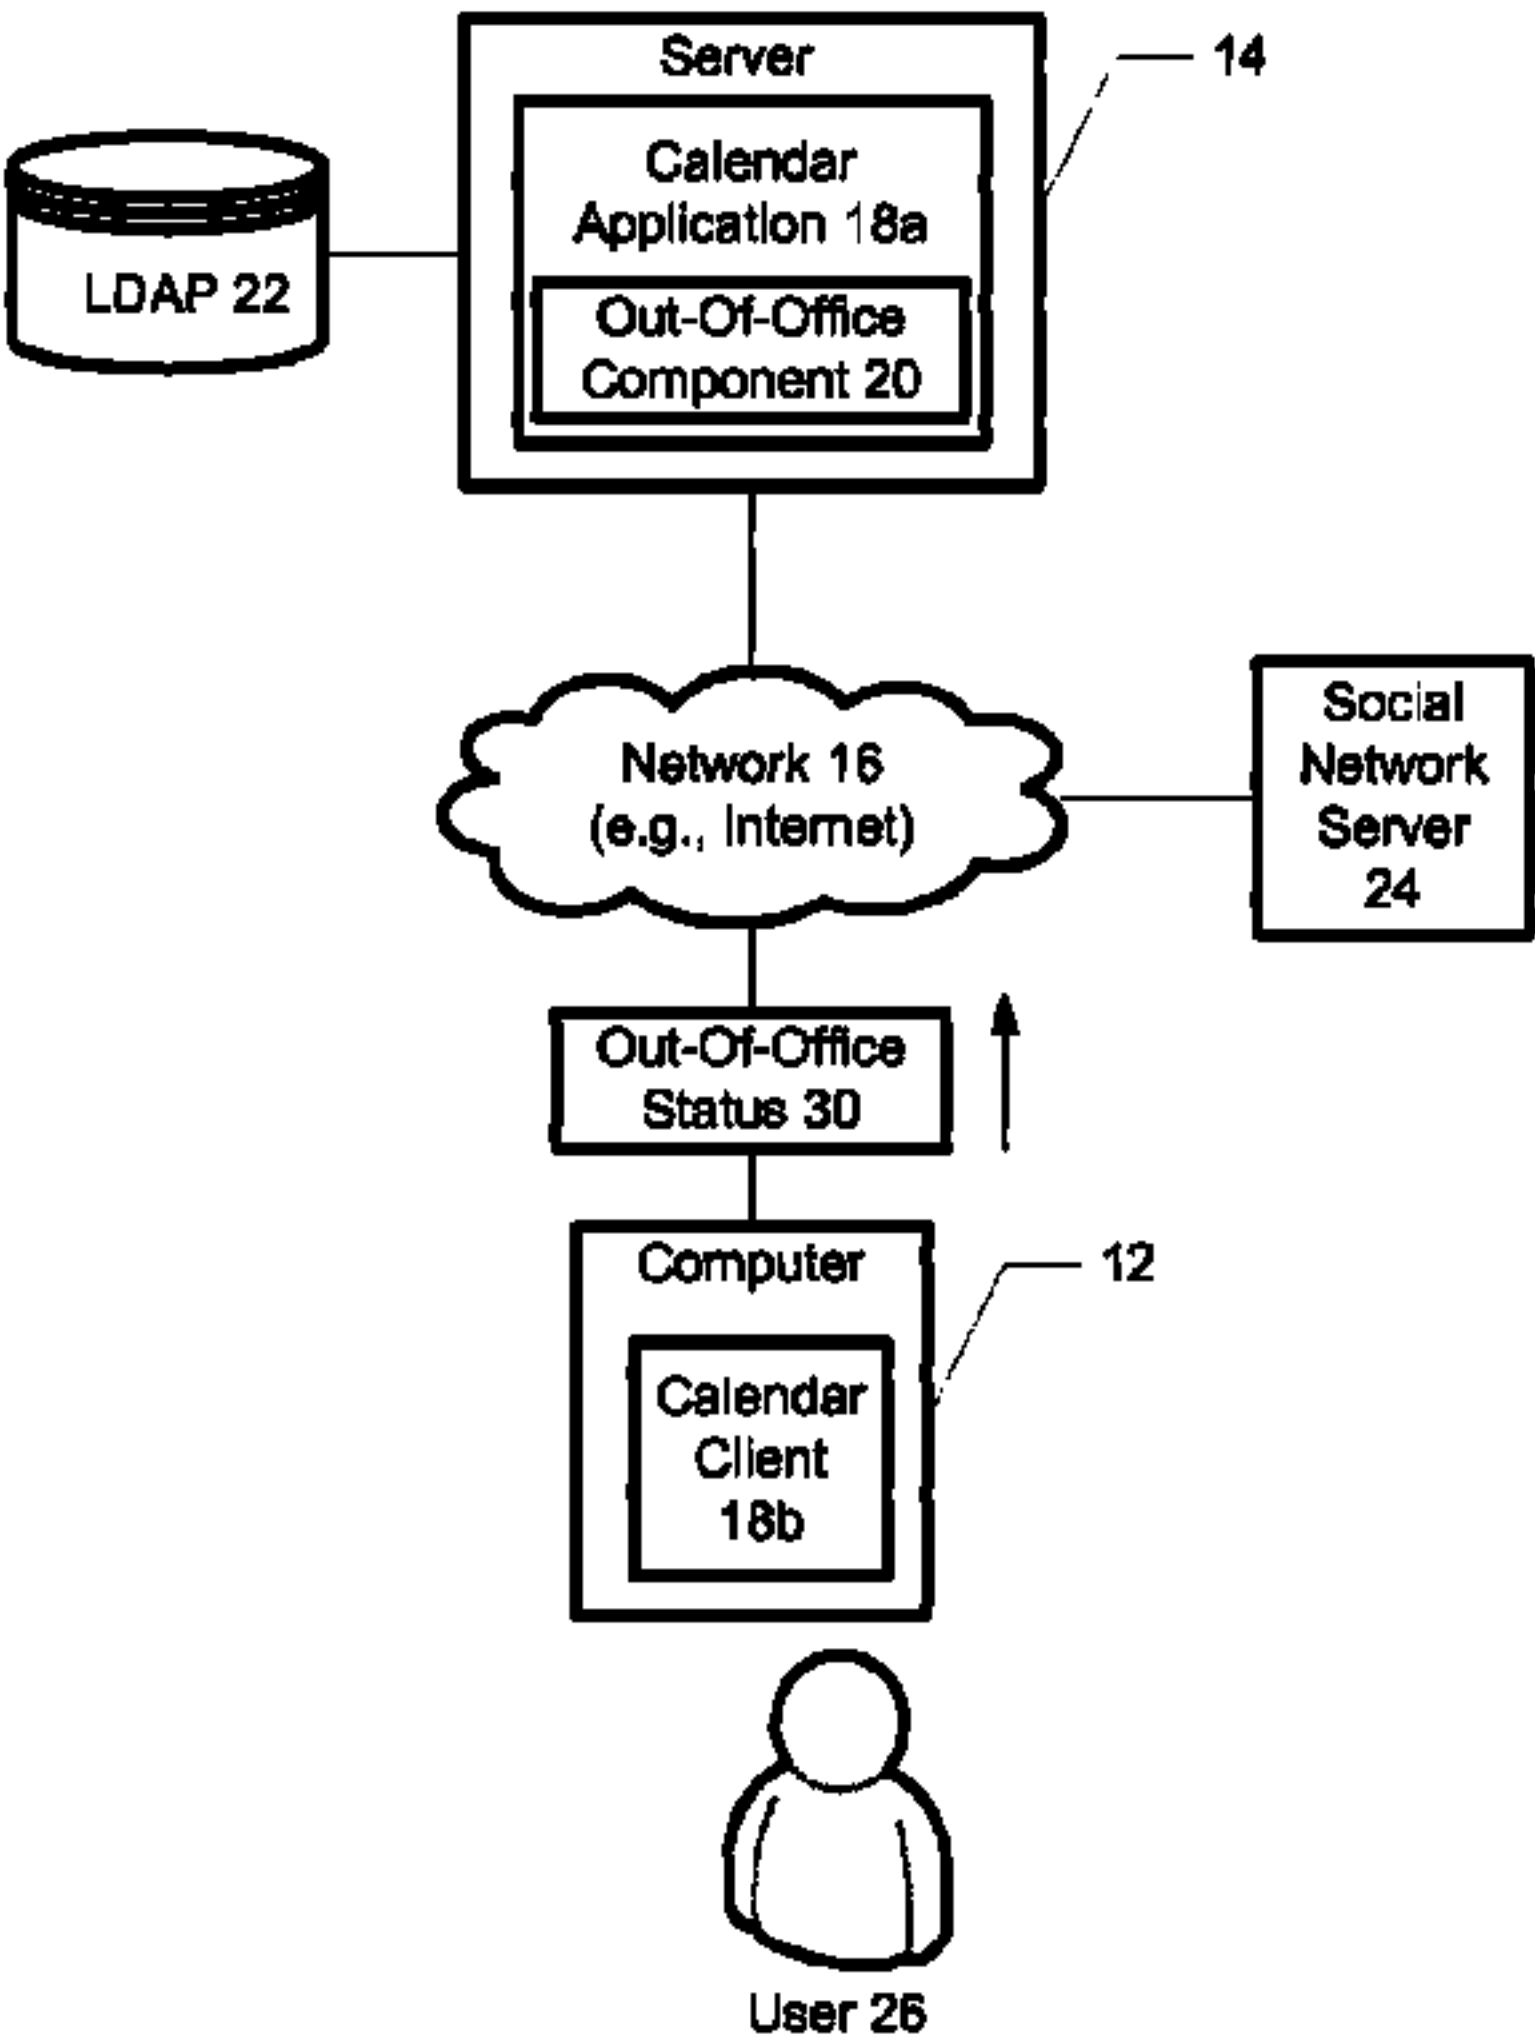 Server
14
Calendar
Application 18a
LDAP 22
Out-Of-Office
Component 20
Network 16
(e.g., Internet)
Social
Network
Server
24
Out-Of-Office
Status 30
Computer
12
Calendar
Client
18b
User 26